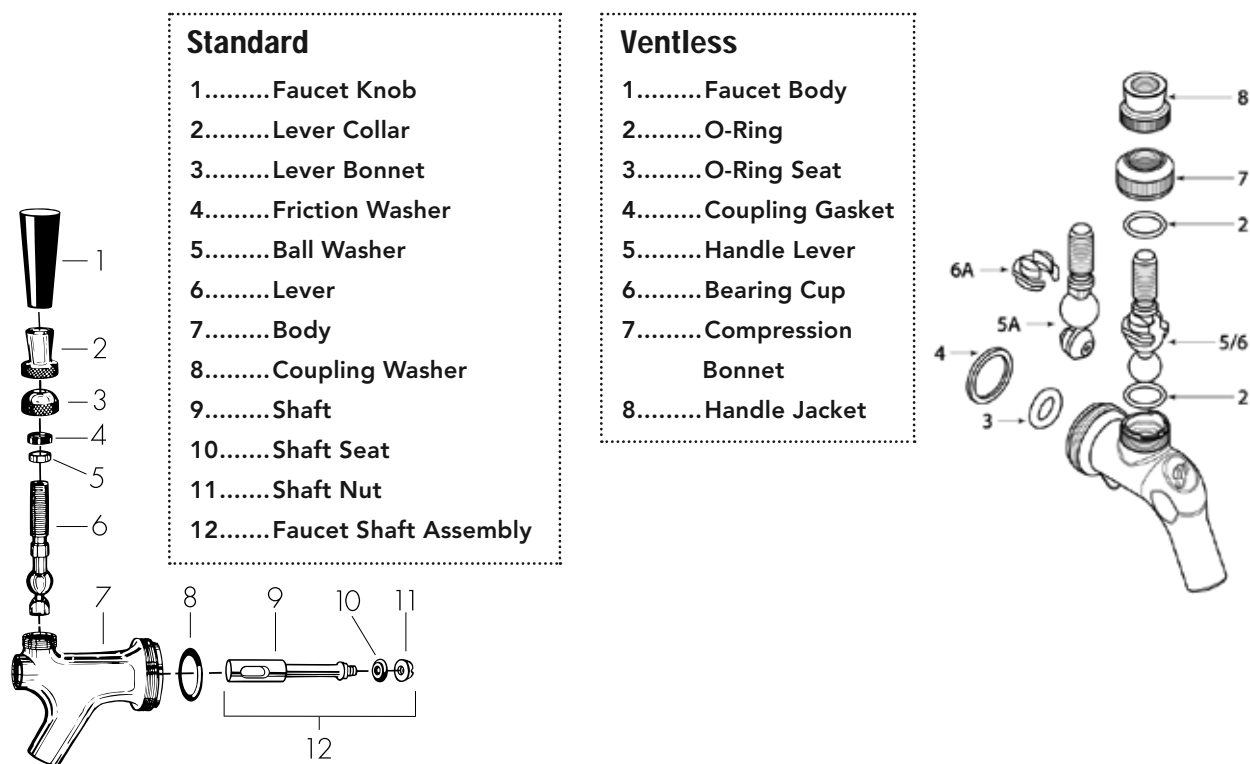 Standard
1.........Faucet Knob
2.........Lever Collar
3.........Lever Bonnet
4.........Friction Washer
5.........Ball Washer
6.........Lever
7.........Body
8.........Coupling Washer
9.........Shaft
10.......Shaft Seat
11.......Shaft Nut
12.......Faucet Shaft Assembly
Ventless
1.........Faucet Body
2.........O-Ring
3.........O-Ring Seat
4.........Coupling Gasket
5.........Handle Lever
6.........Bearing Cup
7.........Compression
Bonnet
8.........Handle Jacket
1
2
3
4
5
6
7
8
9
10
11
12
8
7
2
6A
5A
5/6
4
2
3